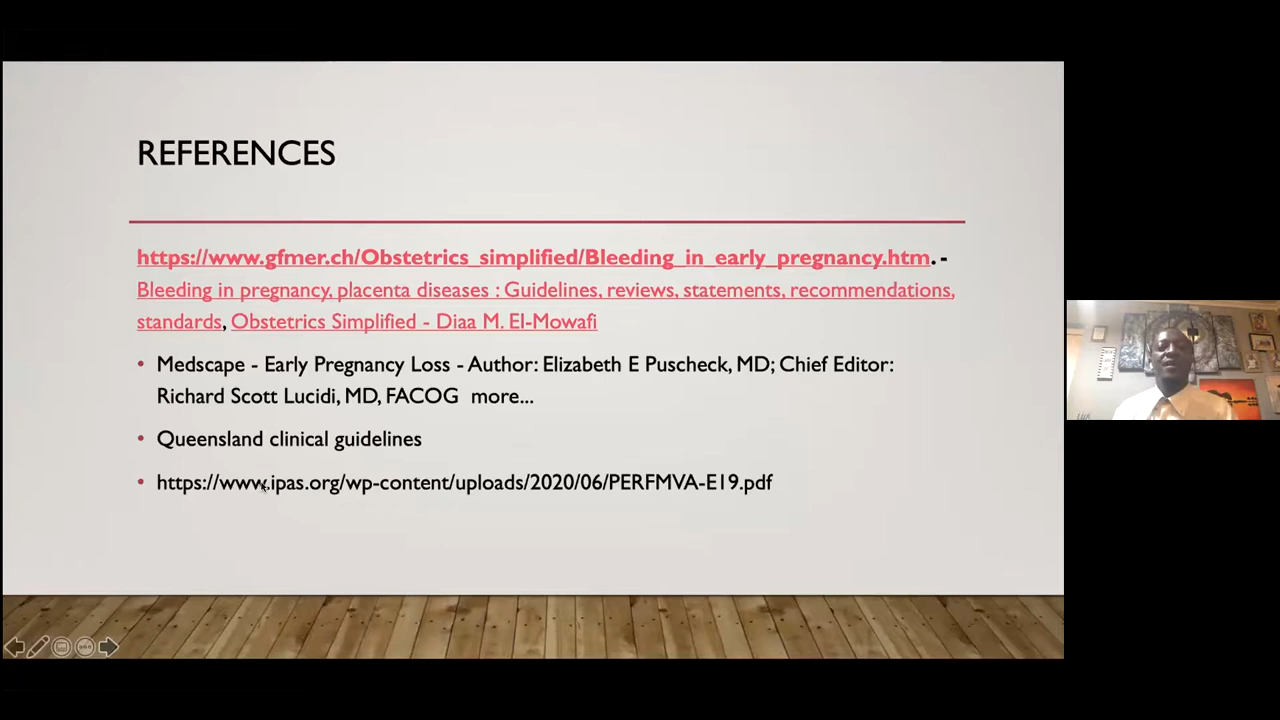 REFERENCES
https://www.gfmer.ch/Obstetrics_simplified/Bleeding_in_early_pregnancy.htm. -
Bleeding in pregnancy, placenta diseases : Guidelines, reviews, statements, recommendations,
standards, Obstetrics Simplified - Diaa M. El-Mowafi
• Medscape - Early Pregnancy Loss - Author: Elizabeth E Puscheck, MD; Chief Editor:
Richard Scott Lucidi, MD, FACOG more...
• Queensland clinical guidelines
• https://www.ipas.org/wp-content/uploads/2020/06/PERFMVA-E19.pdf